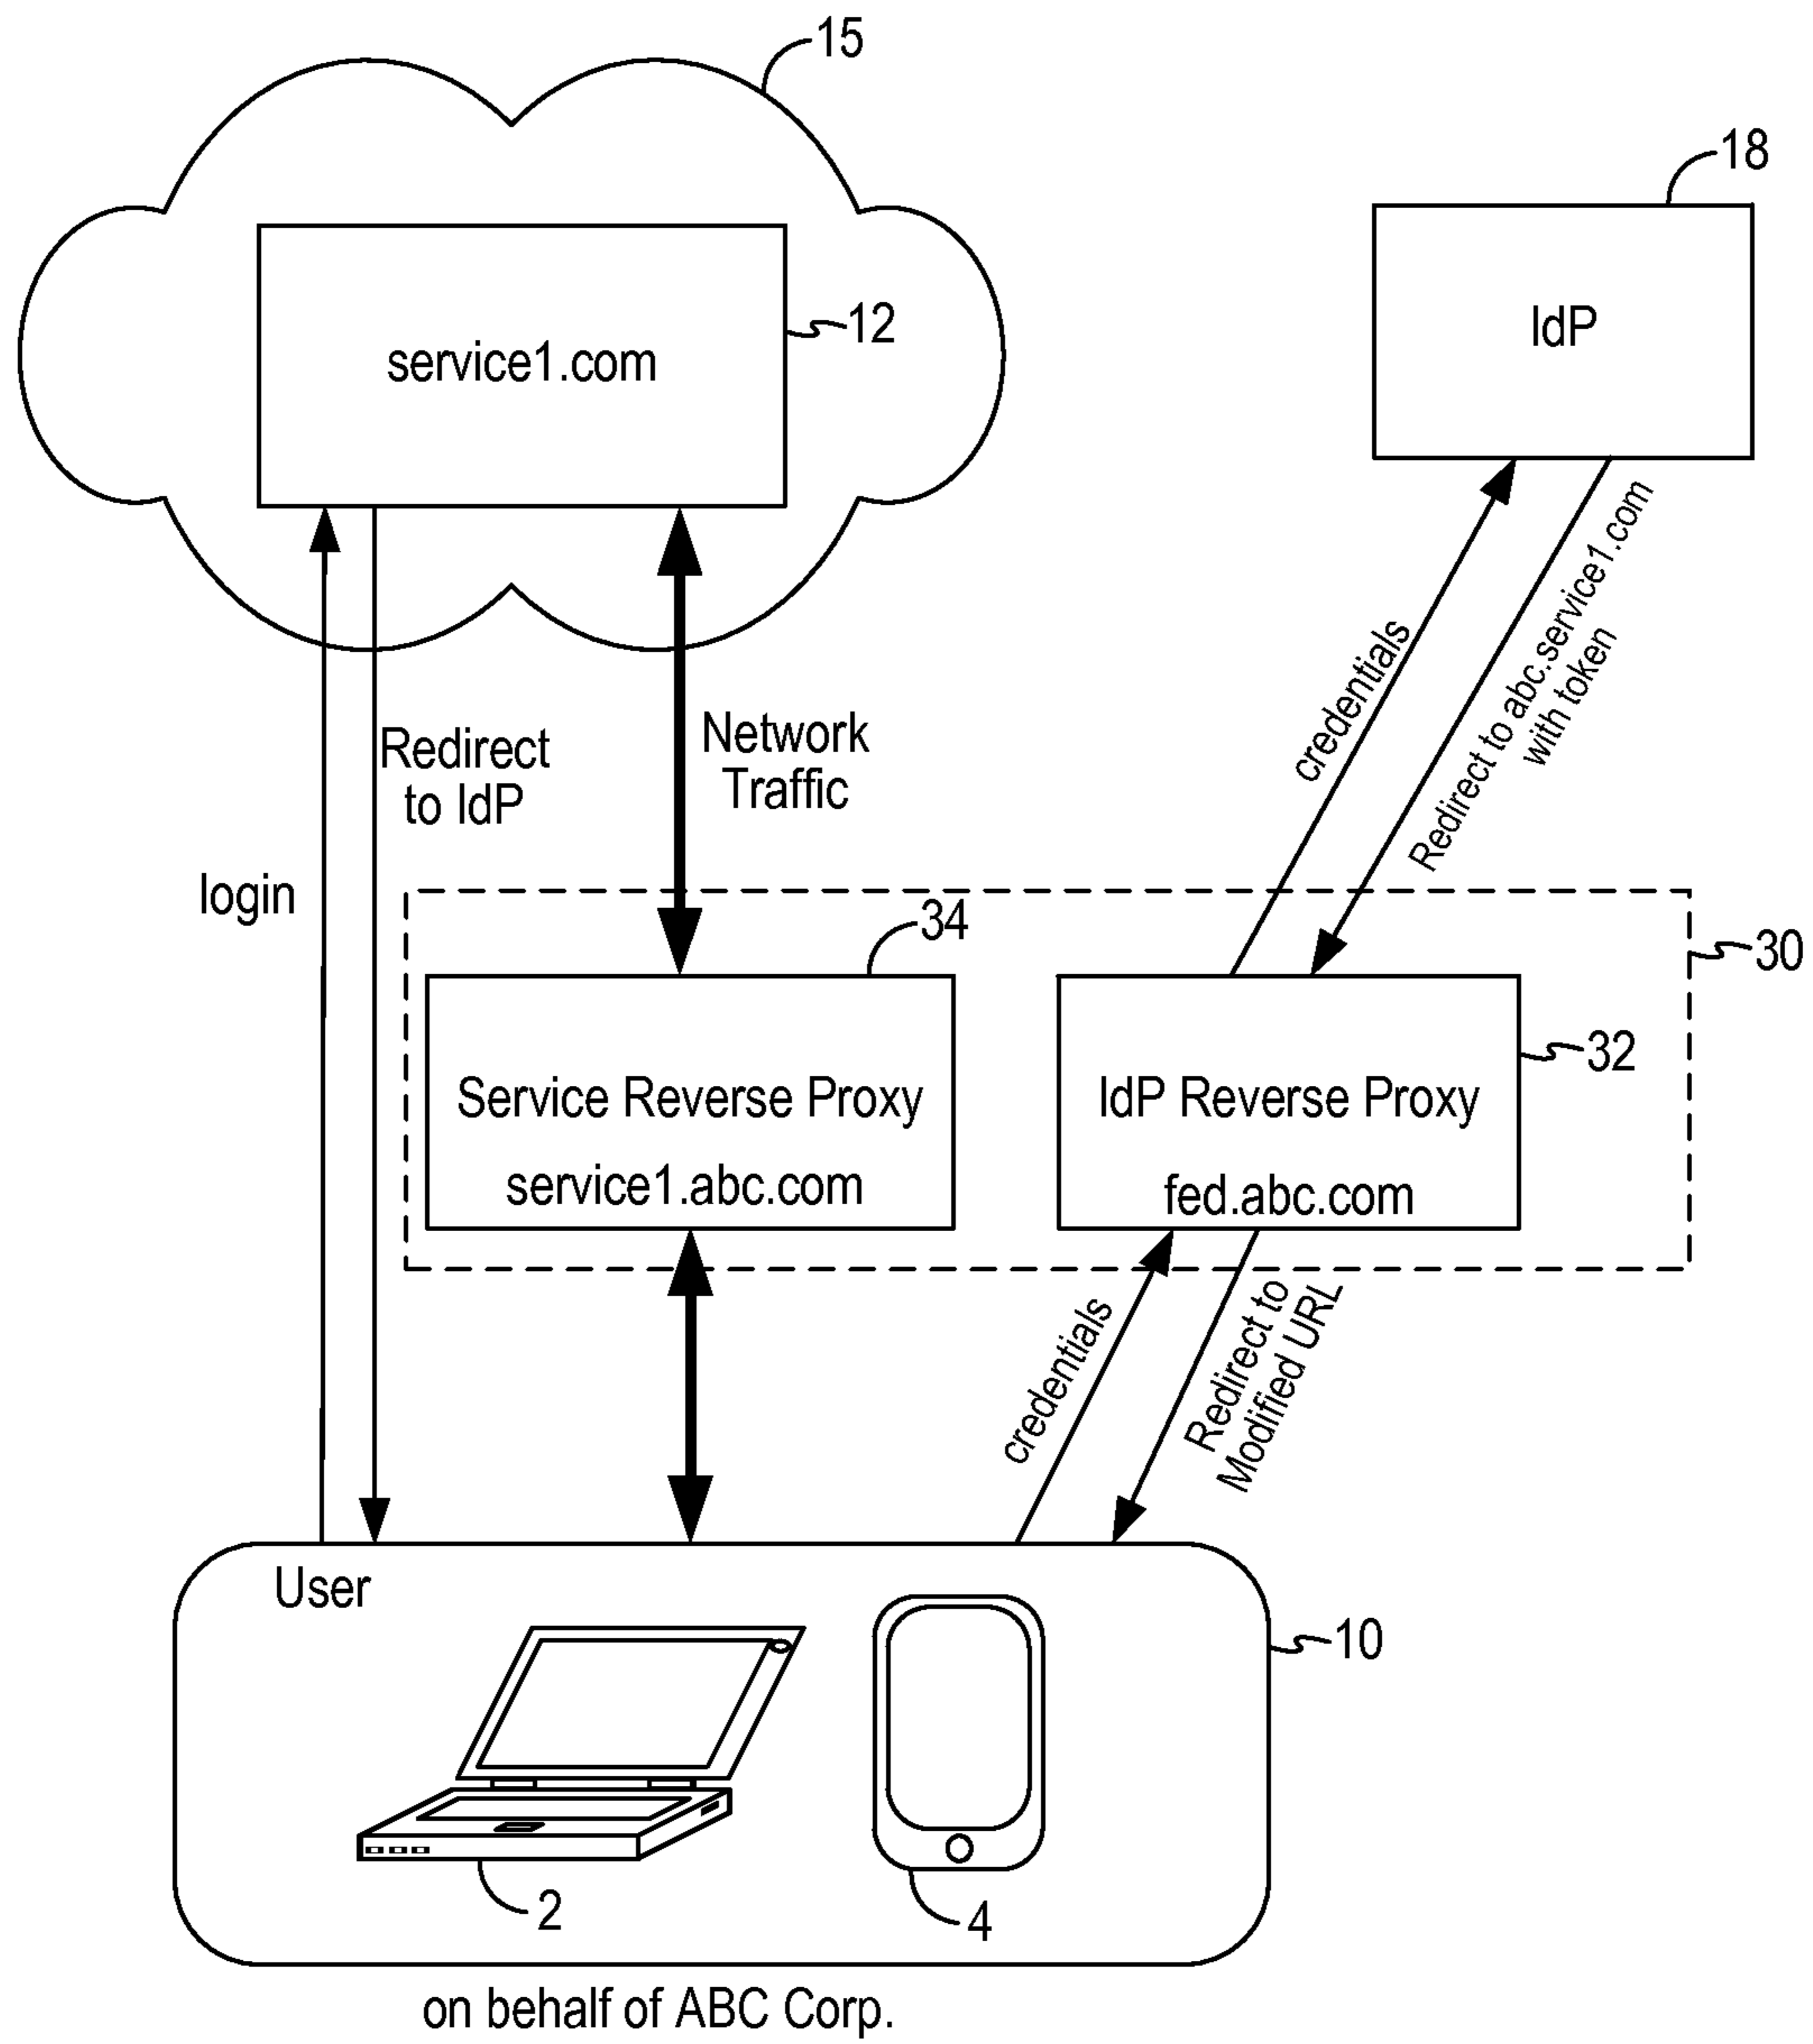 15
18
service1.com
12
IdP
Redirect
to IdP
Network
Traffic
login
credentials
Redirect to abc.service1.com
with token
34
30
Service Reverse Proxy
service1.abc.com
IdP Reverse Proxy
fed.abc.com
32
credentials
Redirect to
Modified URL
User
10
2
4
on behalf of ABC Corp.